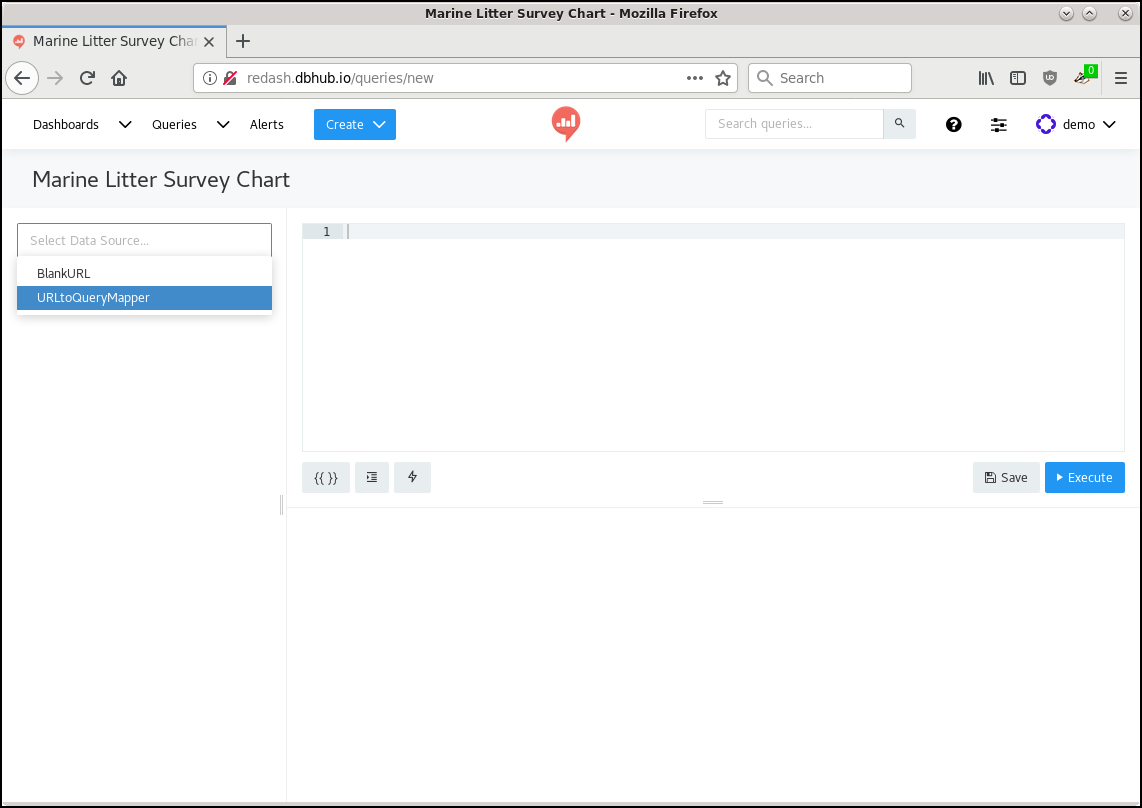 Marine Litter Survey Chart - Mozilla Firefox
Marine Litter Survey Cha
redash.dbhub.io/queries/new
Search
0
Dashboards
Queries
Alerts
Create
Search queries...
demo
Marine Litter Survey Chart
Select Data Source...
BlankURL
URLtoQueryMapper
1
{{ }}
Save
Execute